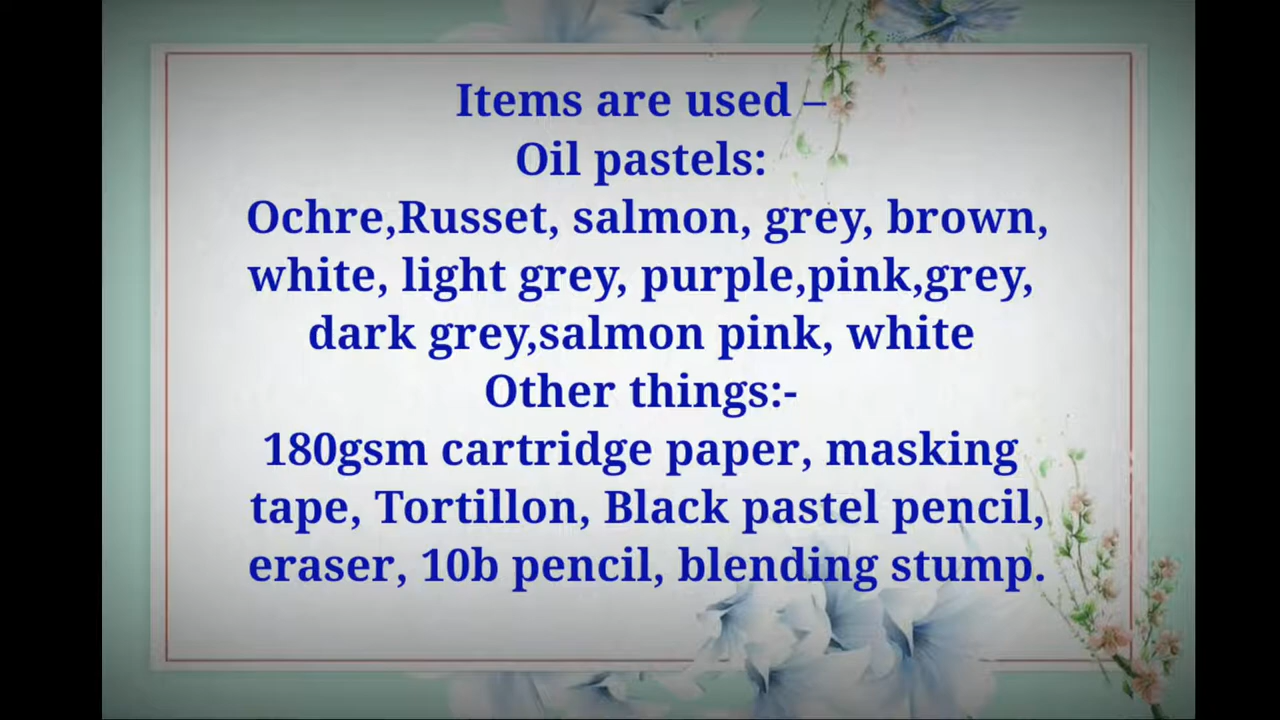 Items are used –
Oil pastels:
Ochre,Russet, salmon, grey, brown,
white, light grey, purple,pink,grey,
dark grey,salmon pink, white
Other things:-
180gsm cartridge paper, masking
tape, Tortillon, Black pastel pencil,
eraser, 10b pencil, blending stump.